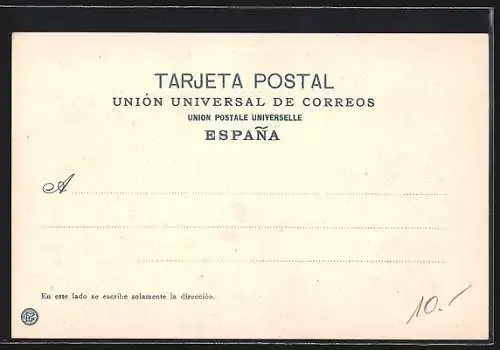 TARJETA POSTAL
UNIÓN UNIVERSAL DE CORREOS
UNION POSTALE UNIVERSELLE
ESPAÑA
A
En este lado se escribe solamente la dirección.
10.-